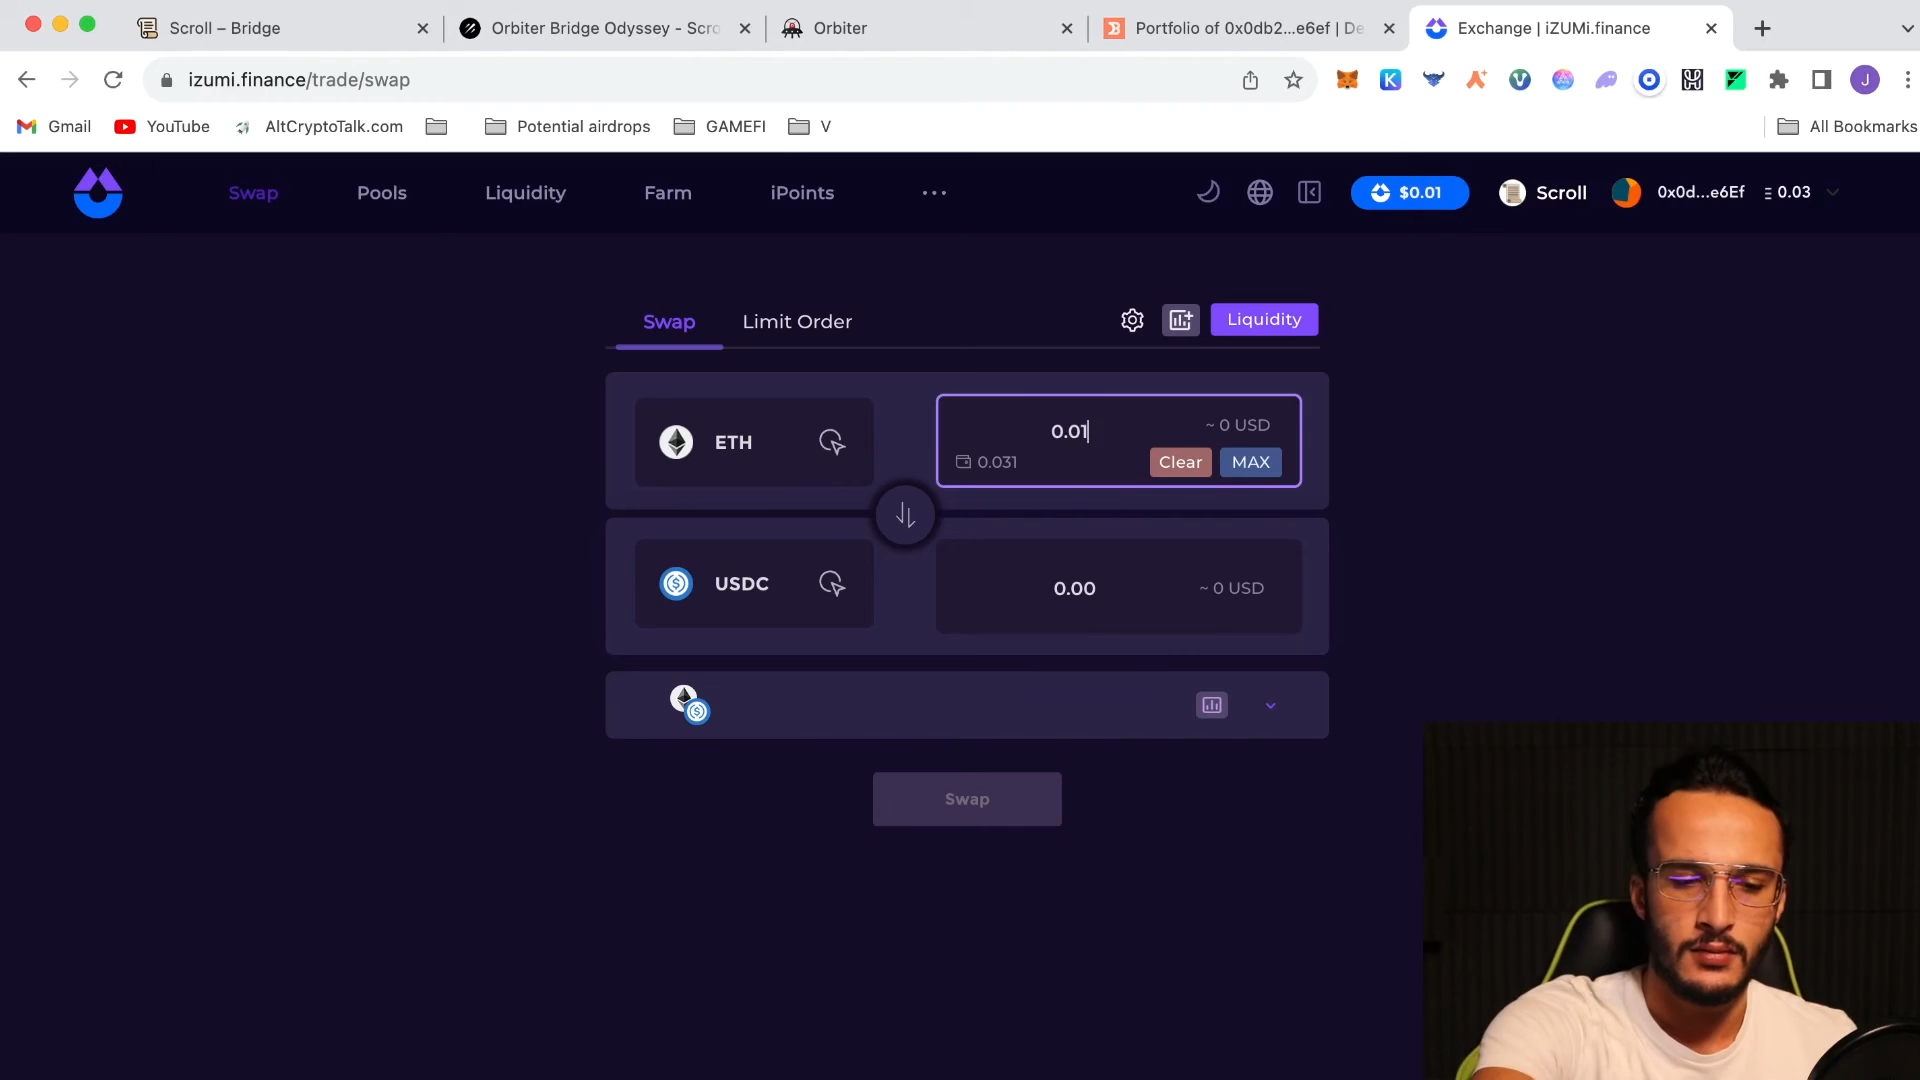 Scroll – Bridge
Orbiter Bridge Odyssey - Scro
Orbiter
Portfolio of 0x0db2...e6ef | De
Exchange | iZUMi.finance
izumi.finance/trade/swap
J
Gmail
YouTube
AltCryptoTalk.com
Potential airdrops
GAMEFI
V
All Bookmarks
Swap
Pools
Liquidity
Farm
iPoints
$0.01
Scroll
0x0d...e6Ef
Ξ 0.03
Swap
Limit Order
Liquidity
ETH
0.01
~ 0 USD
0.031
Clear
MAX
USDC
0.00
~ 0 USD
Swap